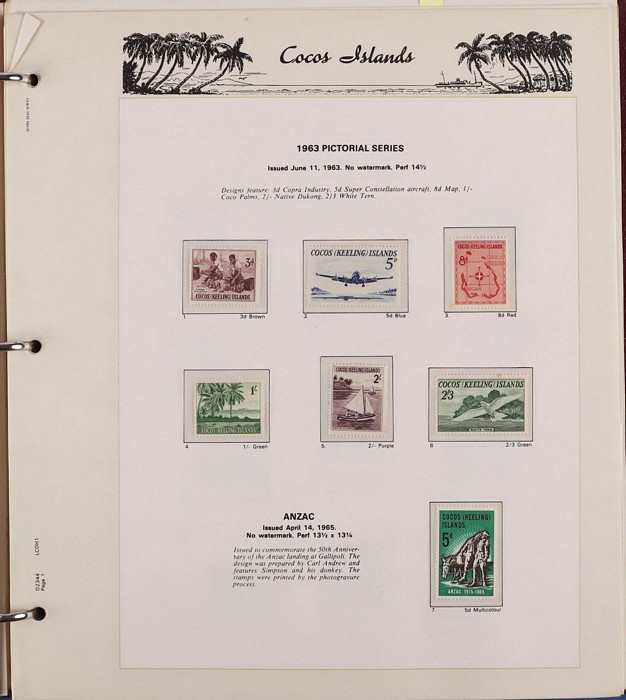 Cocos Islands
1963 PICTORIAL SERIES
Issued June 11, 1963. No watermark. Perf 14½
Designs feature: 3d Copra Industry, 5d Super Constellation aircraft, 8d Map, 1/-
Coco Palms, 2/- Native Dukong, 2/3 White Tern.
3d
COCOS (KEELING) ISLANDS
1. 3d Brown
COCOS (KEELING) ISLANDS
5D
2. 5d Blue
8d
3. 8d Red
1/-
COCOS (KEELING) ISLANDS
4. 1/- Green
COCOS (KEELING) ISLANDS
2/-
5. 2/- Purple
COCOS (KEELING) ISLANDS
2/3
WHITE TERN
6. 2/3 Green
ANZAC
Issued April 14, 1965.
No watermark. Perf 13½ x 13¼
Issued to commemorate the 50th Anniver-
sary of the Anzac landing at Gallipoli. The
design was prepared by Carl Andrew and
features Simpson and his donkey. The
stamps were printed by the photogravure
process.
COCOS (KEELING)
ISLANDS
5d
ANZAC 1915-1965
7. 5d Multicolour
D2344 LCOH1
Page 1